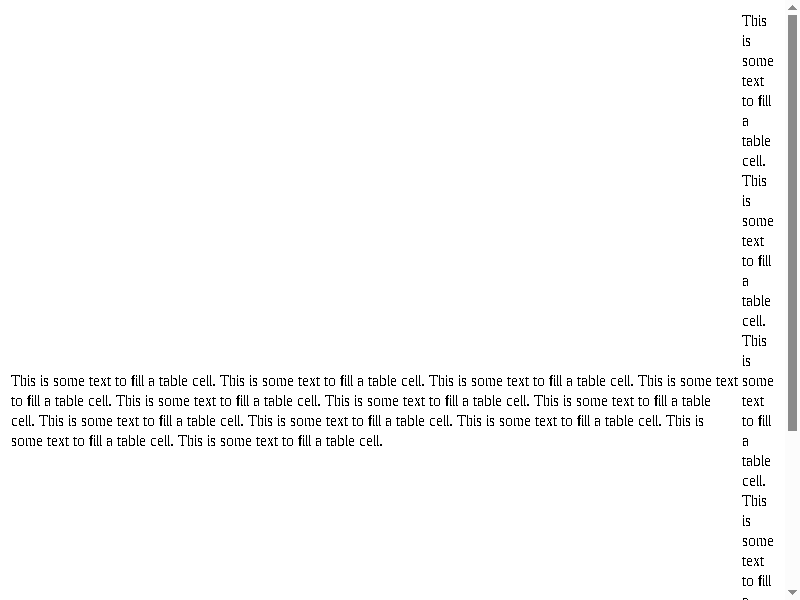 This is some text to fill a table cell. This is some text to fill a table cell. This is some text to fill a table cell. This is some text
to fill a table cell. This is some text to fill a table cell. This is some text to fill a table cell. This is some text to fill a table
cell. This is some text to fill a table cell. This is some text to fill a table cell. This is some text to fill a table cell. This is
some text to fill a table cell. This is some text to fill a table cell.
This
is
some
text
to fill
a
table
cell.
This
is
some
text
to fill
a
table
cell.
This
is
some
text
to fill
a
table
cell.
This
is
some
text
to fill